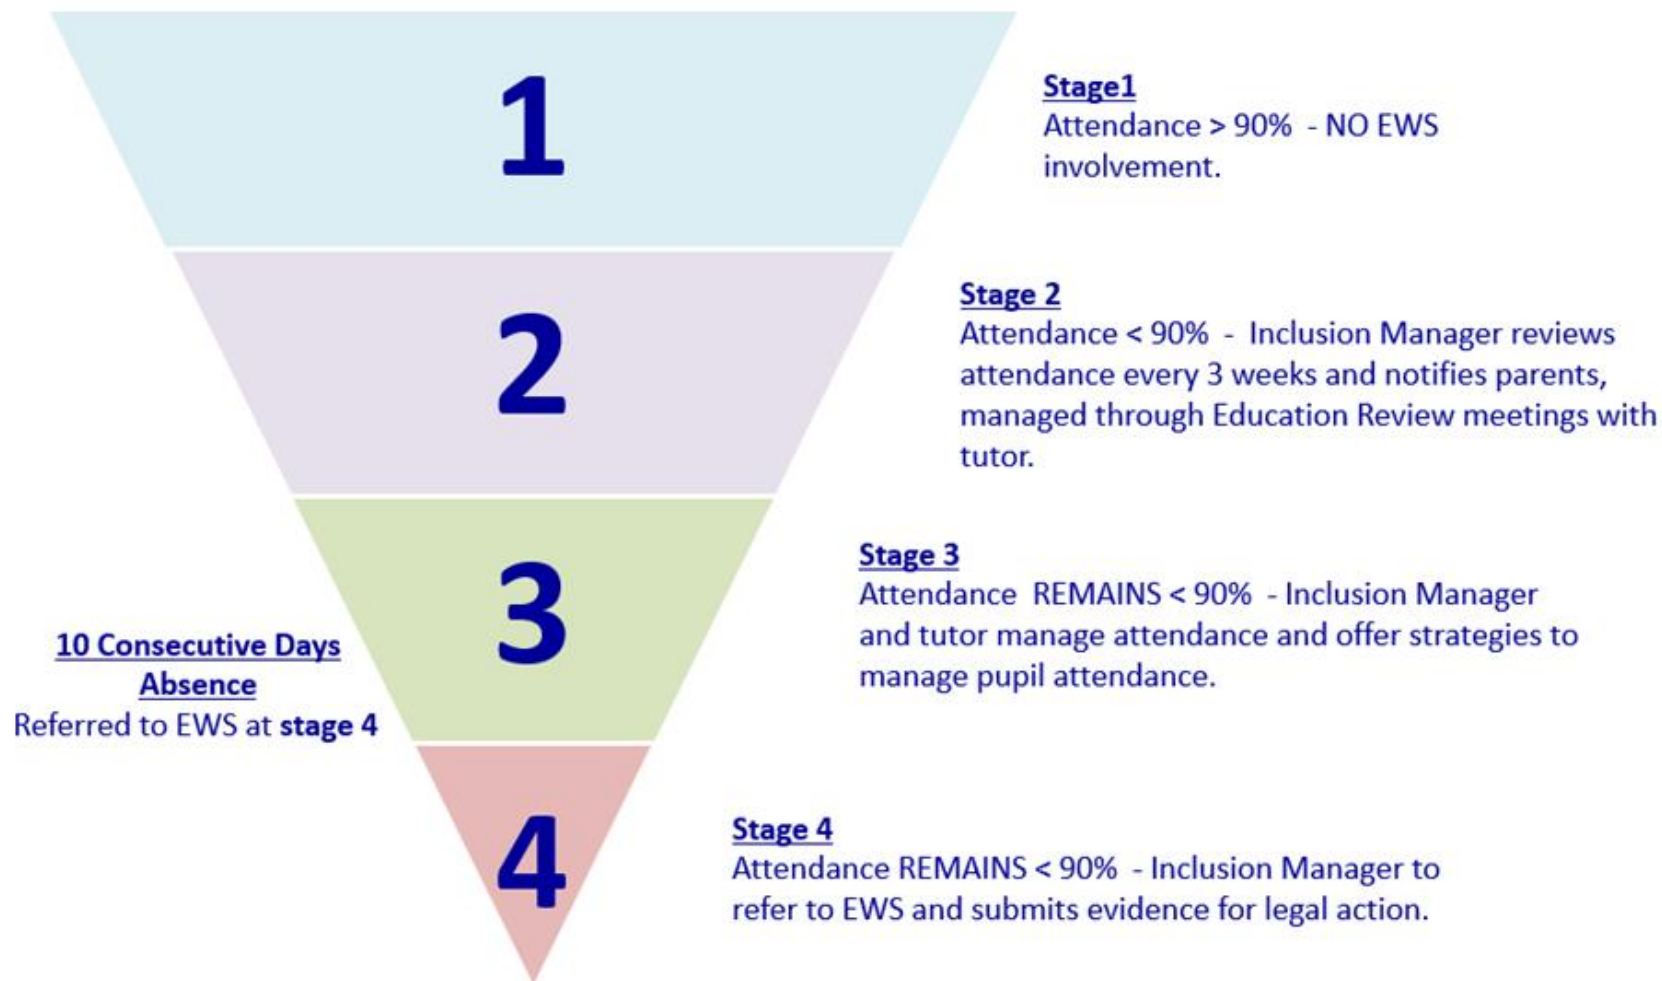 1
Stage1
Attendance > 90%  - NO EWS
involvement.
2
Stage 2
Attendance < 90%  -  Inclusion Manager reviews
attendance every 3 weeks and notifies parents,
managed through Education Review meetings with
tutor.
3
Stage 3
Attendance  REMAINS < 90%  - Inclusion Manager
and tutor manage attendance and offer strategies to
manage pupil attendance.
10 Consecutive Days
Absence
Referred to EWS at stage 4
4
Stage 4
Attendance REMAINS < 90%  - Inclusion Manager to
refer to EWS and submits evidence for legal action.